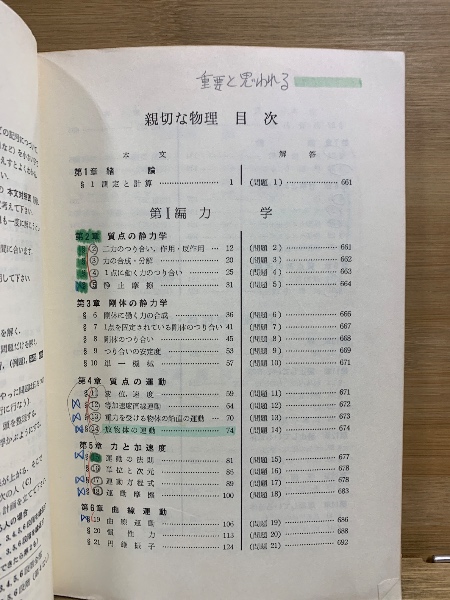 重要と思われる
親切な物理 目次
本文 解答
第1章 緒論
§1 測定と計算 1 (問題 1) 661
第I編 力学
第2章 質点の静力学
§2 二力のつり合い,作用・反作用 12 (問題 2) 661
§3 力の合成・分解 20 (問題 3) 661
§4 1点に働く力のつり合い 25 (問題 4) 661
§5 静止摩擦 31 (問題 5) 664
第3章 剛体の静力学
§6 剛体に働く力の合成 36 (問題 6) 665
§7 1点を固定されている剛体のつり合い 41 (問題 7) 665
§8 剛体のつり合い 45 (問題 8) 666
§9 つり合いの安定度 53 (問題 9) 669
§10 単一機械 57 (問題 10) 669
第4章 質点の運動
§11 変位,速度 59 (問題 11) 671
§12 等加速度直線運動 64 (問題 12) 672
§13 重力を受ける物体の鉛直の運動 70 (問題 13) 673
§14 放物体の運動 74 (問題 14) 674
第5章 力と加速度
§15 運動の法則 81 (問題 15) 677
§16 単位と次元 86 (問題 16) 678
§17 運動方程式 89 (問題 17) 678
§18 運動摩擦 100 (問題 18) 683
第6章 曲線運動
§19 曲線運動 106 (問題 19) 686
§20 慣性力 113 (問題 20) 688
§21 円錐振子 124 (問題 21) 692